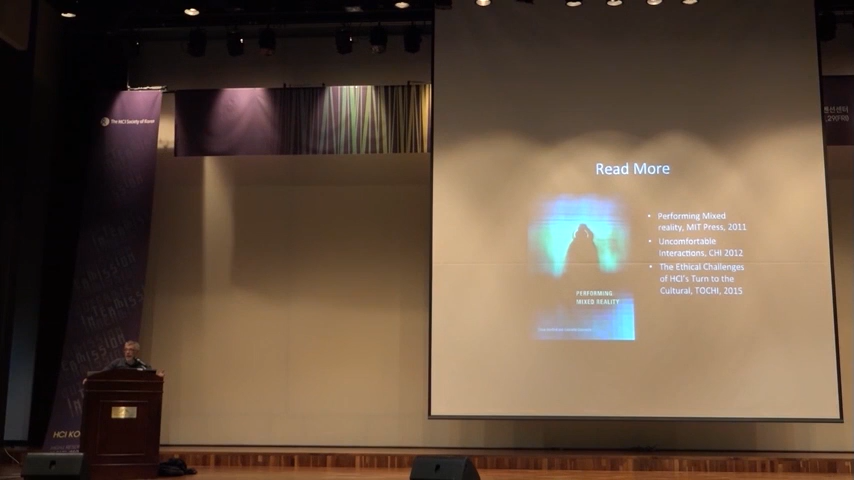 The HCI Society of Korea
Read More
• Performing Mixed
reality, MIT Press, 2011
• Uncomfortable
Interactions, CHI 2012
• The Ethical Challenges
of HCI's Turn to the
Cultural, TOCHI, 2015
PERFORMING
MIXED REALITY
HCI KO